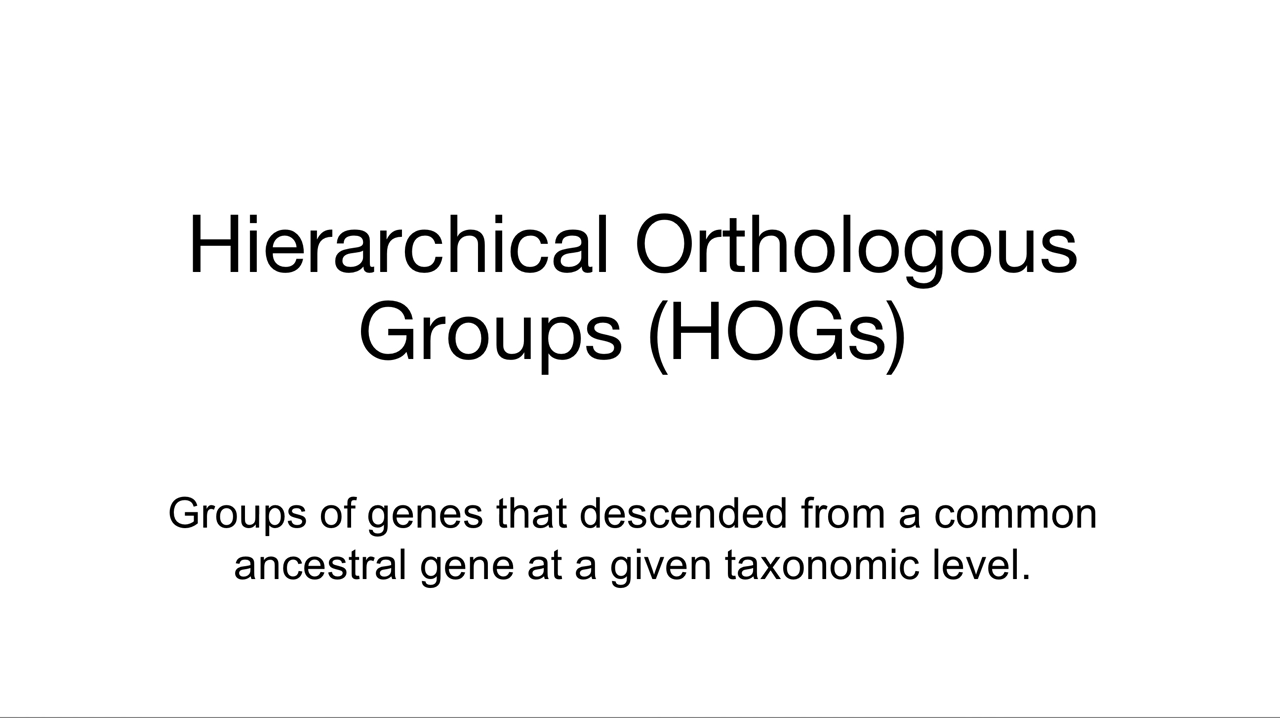 Hierarchical Orthologous
Groups (HOGs)
Groups of genes that descended from a common
ancestral gene at a given taxonomic level.